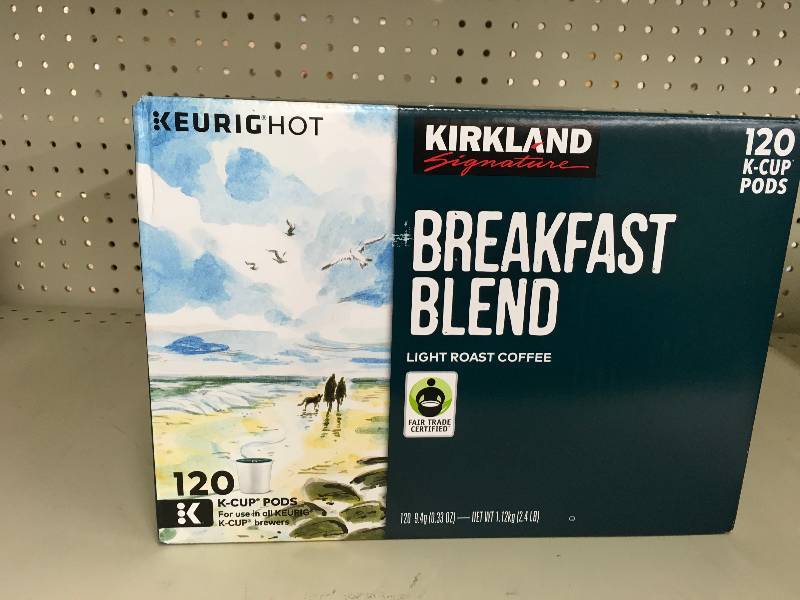 KEURIG® HOT
KIRKLAND
Signature
120
K-CUP®
PODS
BREAKFAST
BLEND
LIGHT ROAST COFFEE
FAIR TRADE
CERTIFIED
120
K-CUP® PODS
For use in all KEURIG®
K-CUP® brewers
120 9.4g (0.33 OZ) — NET WT 1.12kg (2.4 LB)